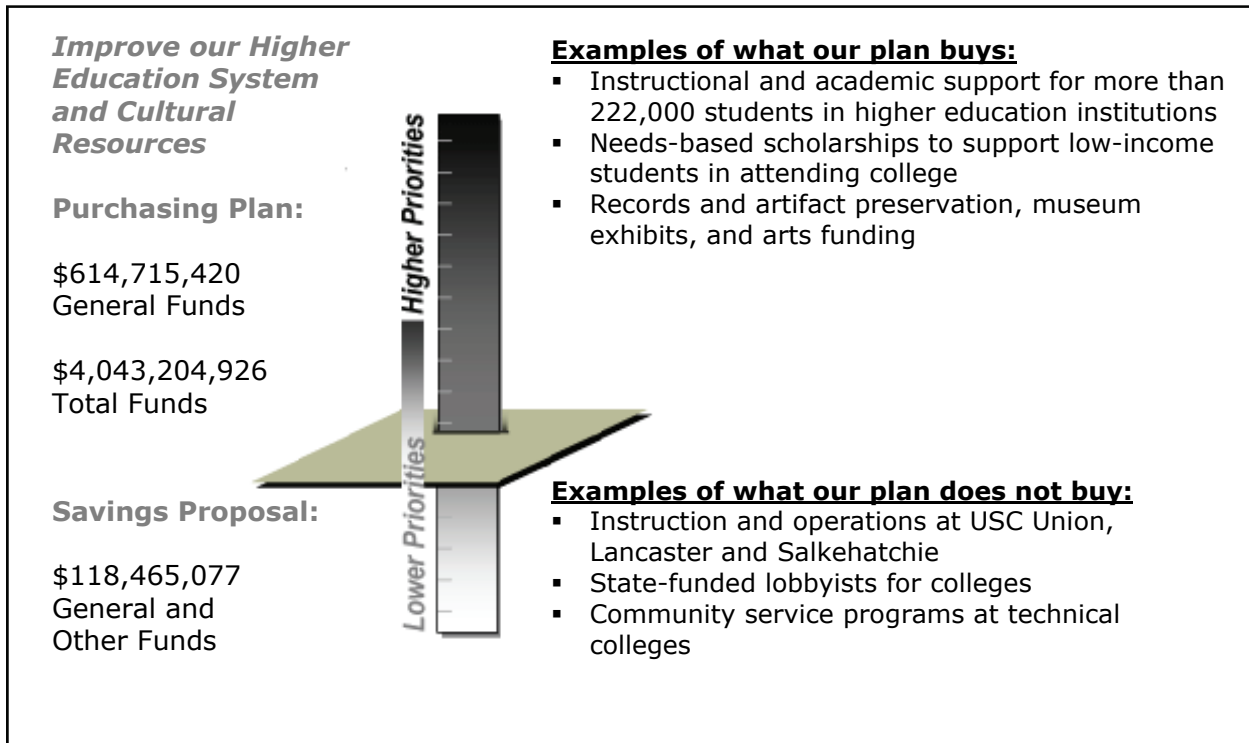 Improve our Higher
Education System
and Cultural
Resources
Purchasing Plan:
$614,715,420
General Funds
$4,043,204,926
Total Funds
Savings Proposal:
$118,465,077
General and
Other Funds
Higher Priorities
Lower Priorities
Examples of what our plan buys:
▪ Instructional and academic support for more than
222,000 students in higher education institutions
▪ Needs-based scholarships to support low-income
students in attending college
▪ Records and artifact preservation, museum
exhibits, and arts funding
Examples of what our plan does not buy:
▪ Instruction and operations at USC Union,
Lancaster and Salkehatchie
▪ State-funded lobbyists for colleges
▪ Community service programs at technical
colleges